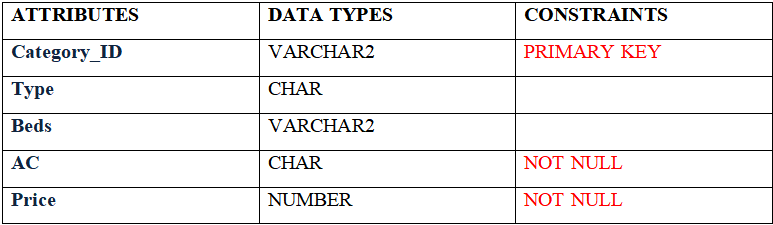 ATTRIBUTES DATA TYPES CONSTRAINTS
Category_ID VARCHAR2 PRIMARY KEY
Type CHAR
Beds VARCHAR2
AC CHAR NOT NULL
Price NUMBER NOT NULL